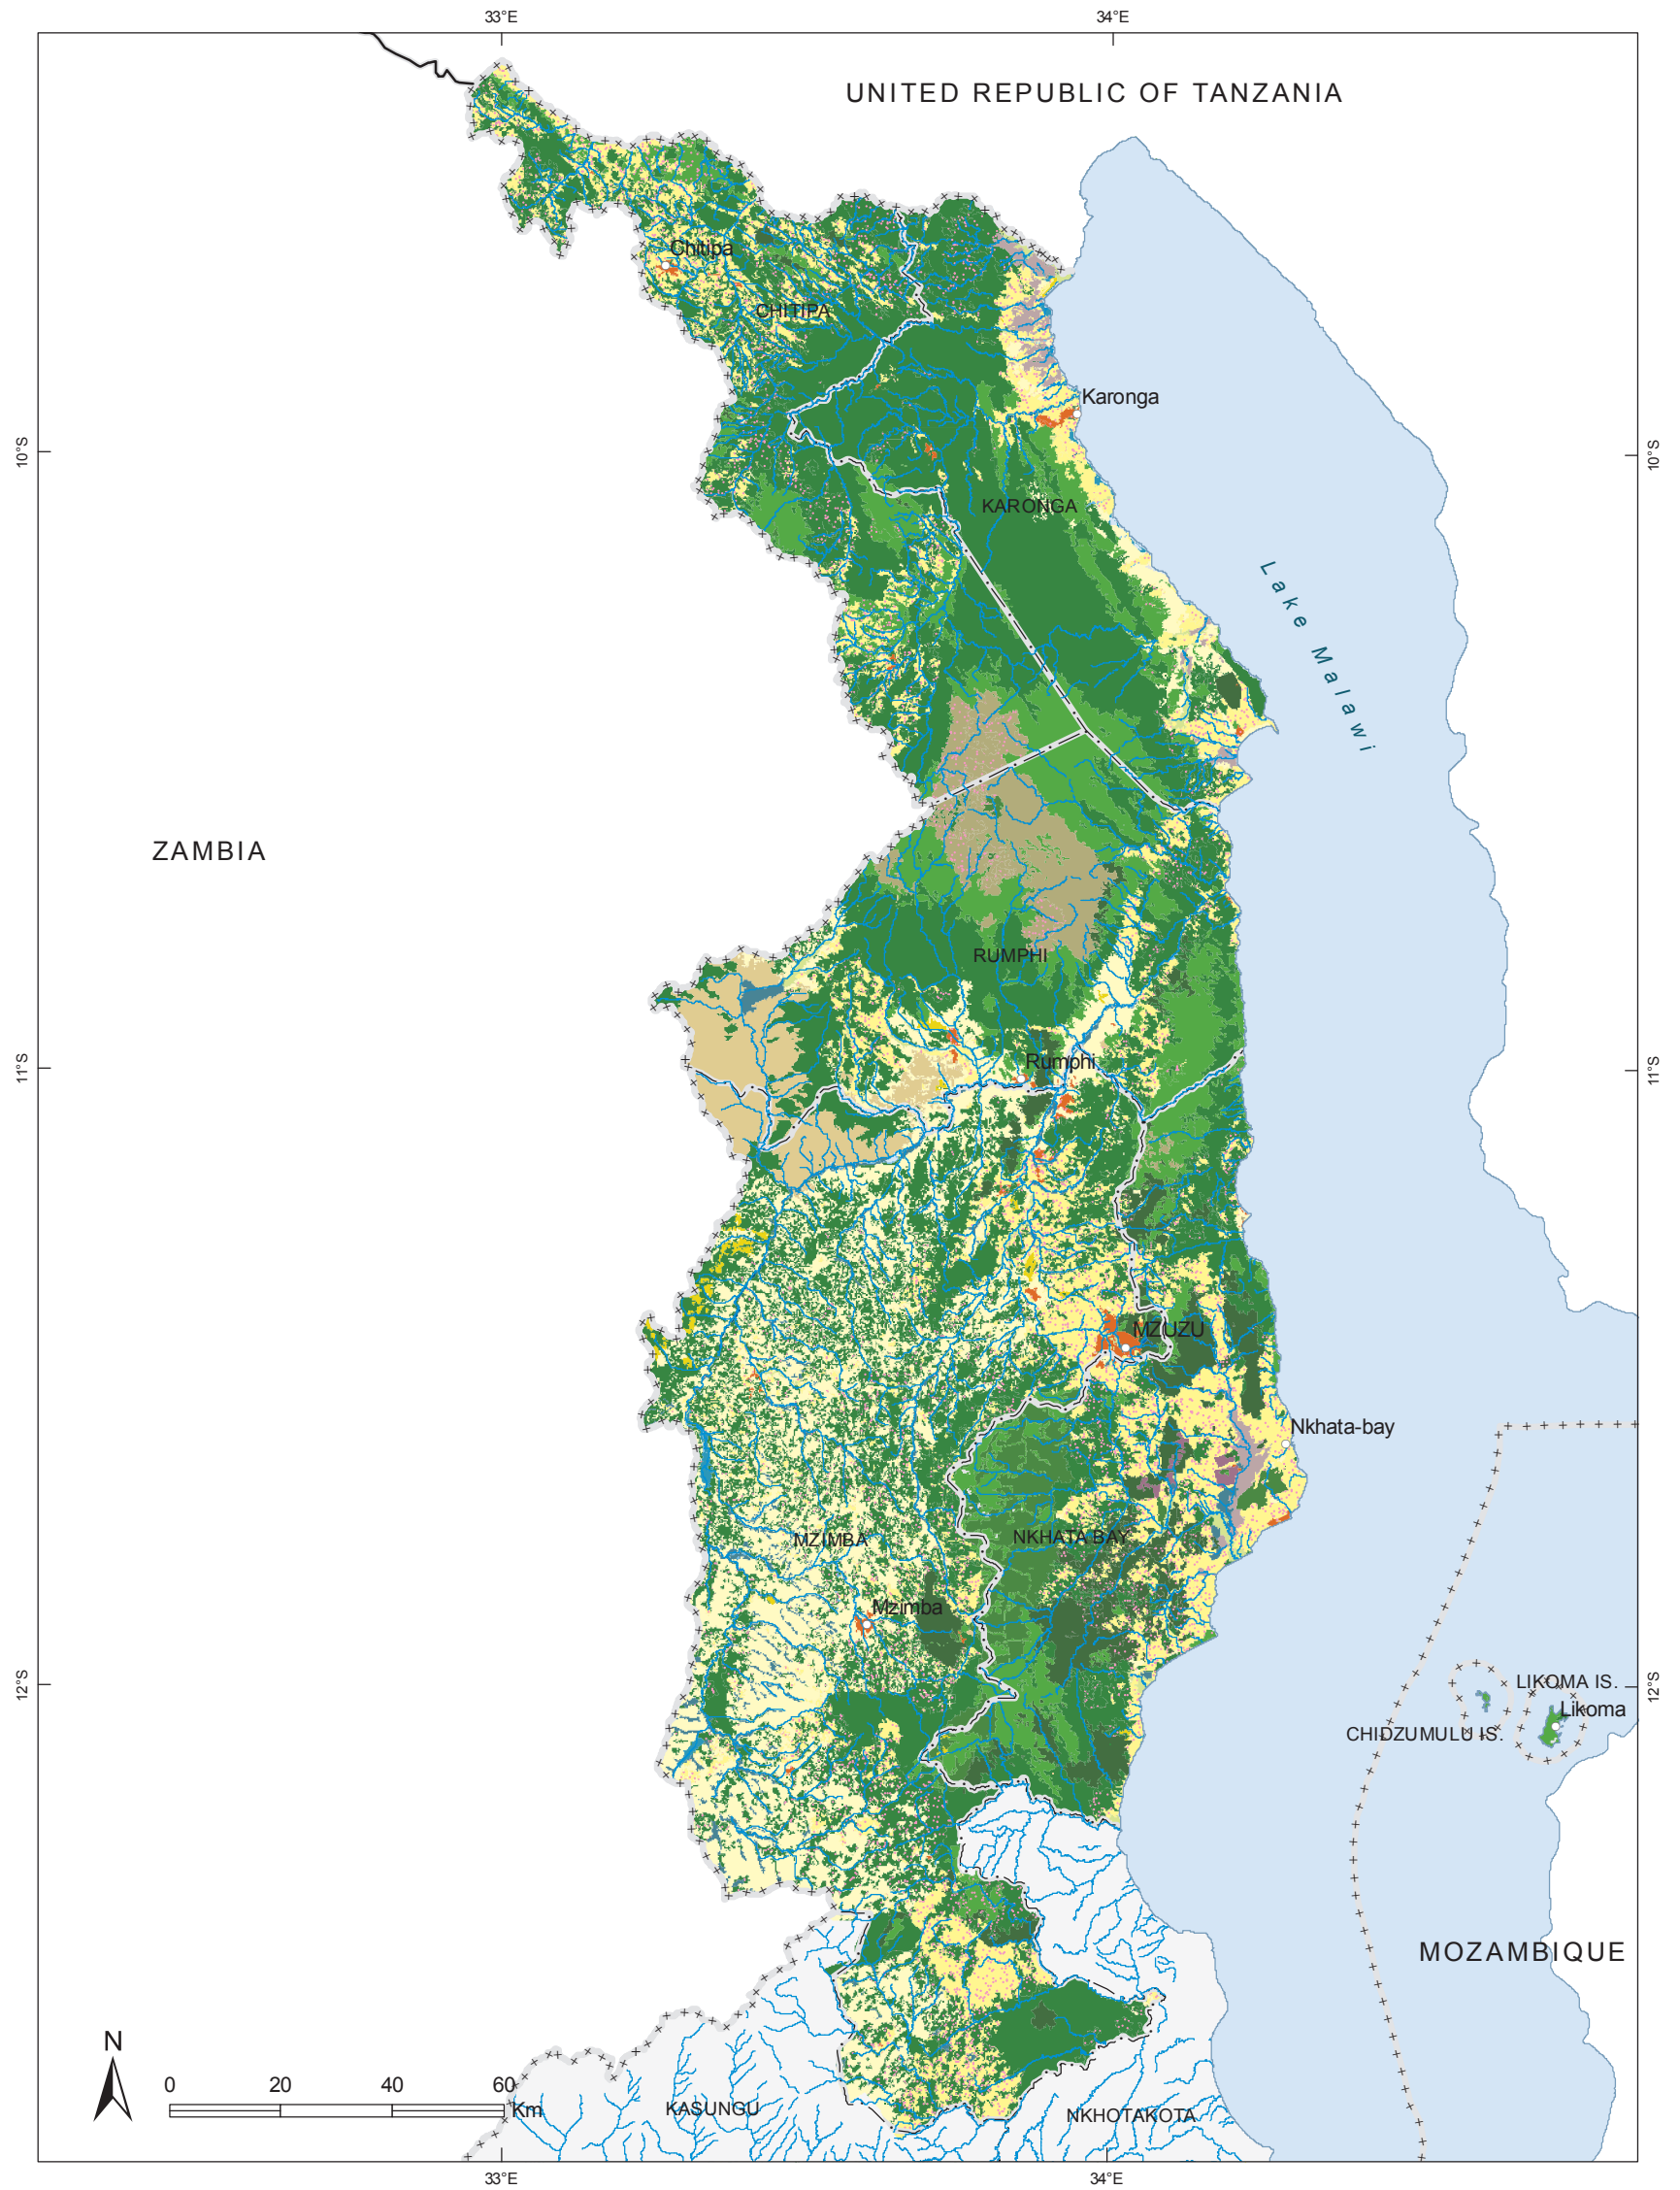 33°E
34°E
UNITED REPUBLIC OF TANZANIA
Chitipa
CHITIPA
Karonga
10°S
10°S
KARONGA
Lake Malawi
ZAMBIA
RUMPHI
Rumphi
11°S
11°S
MZUZU
Nkhata-bay
NKHATA BAY
MZIMBA
Mzimba
12°S
12°S
LIKOMA IS.
Likoma
CHIDZUMULU IS.
MOZAMBIQUE
N
0 20 40 60
Km
KASUNGU
NKHOTAKOTA
33°E
34°E